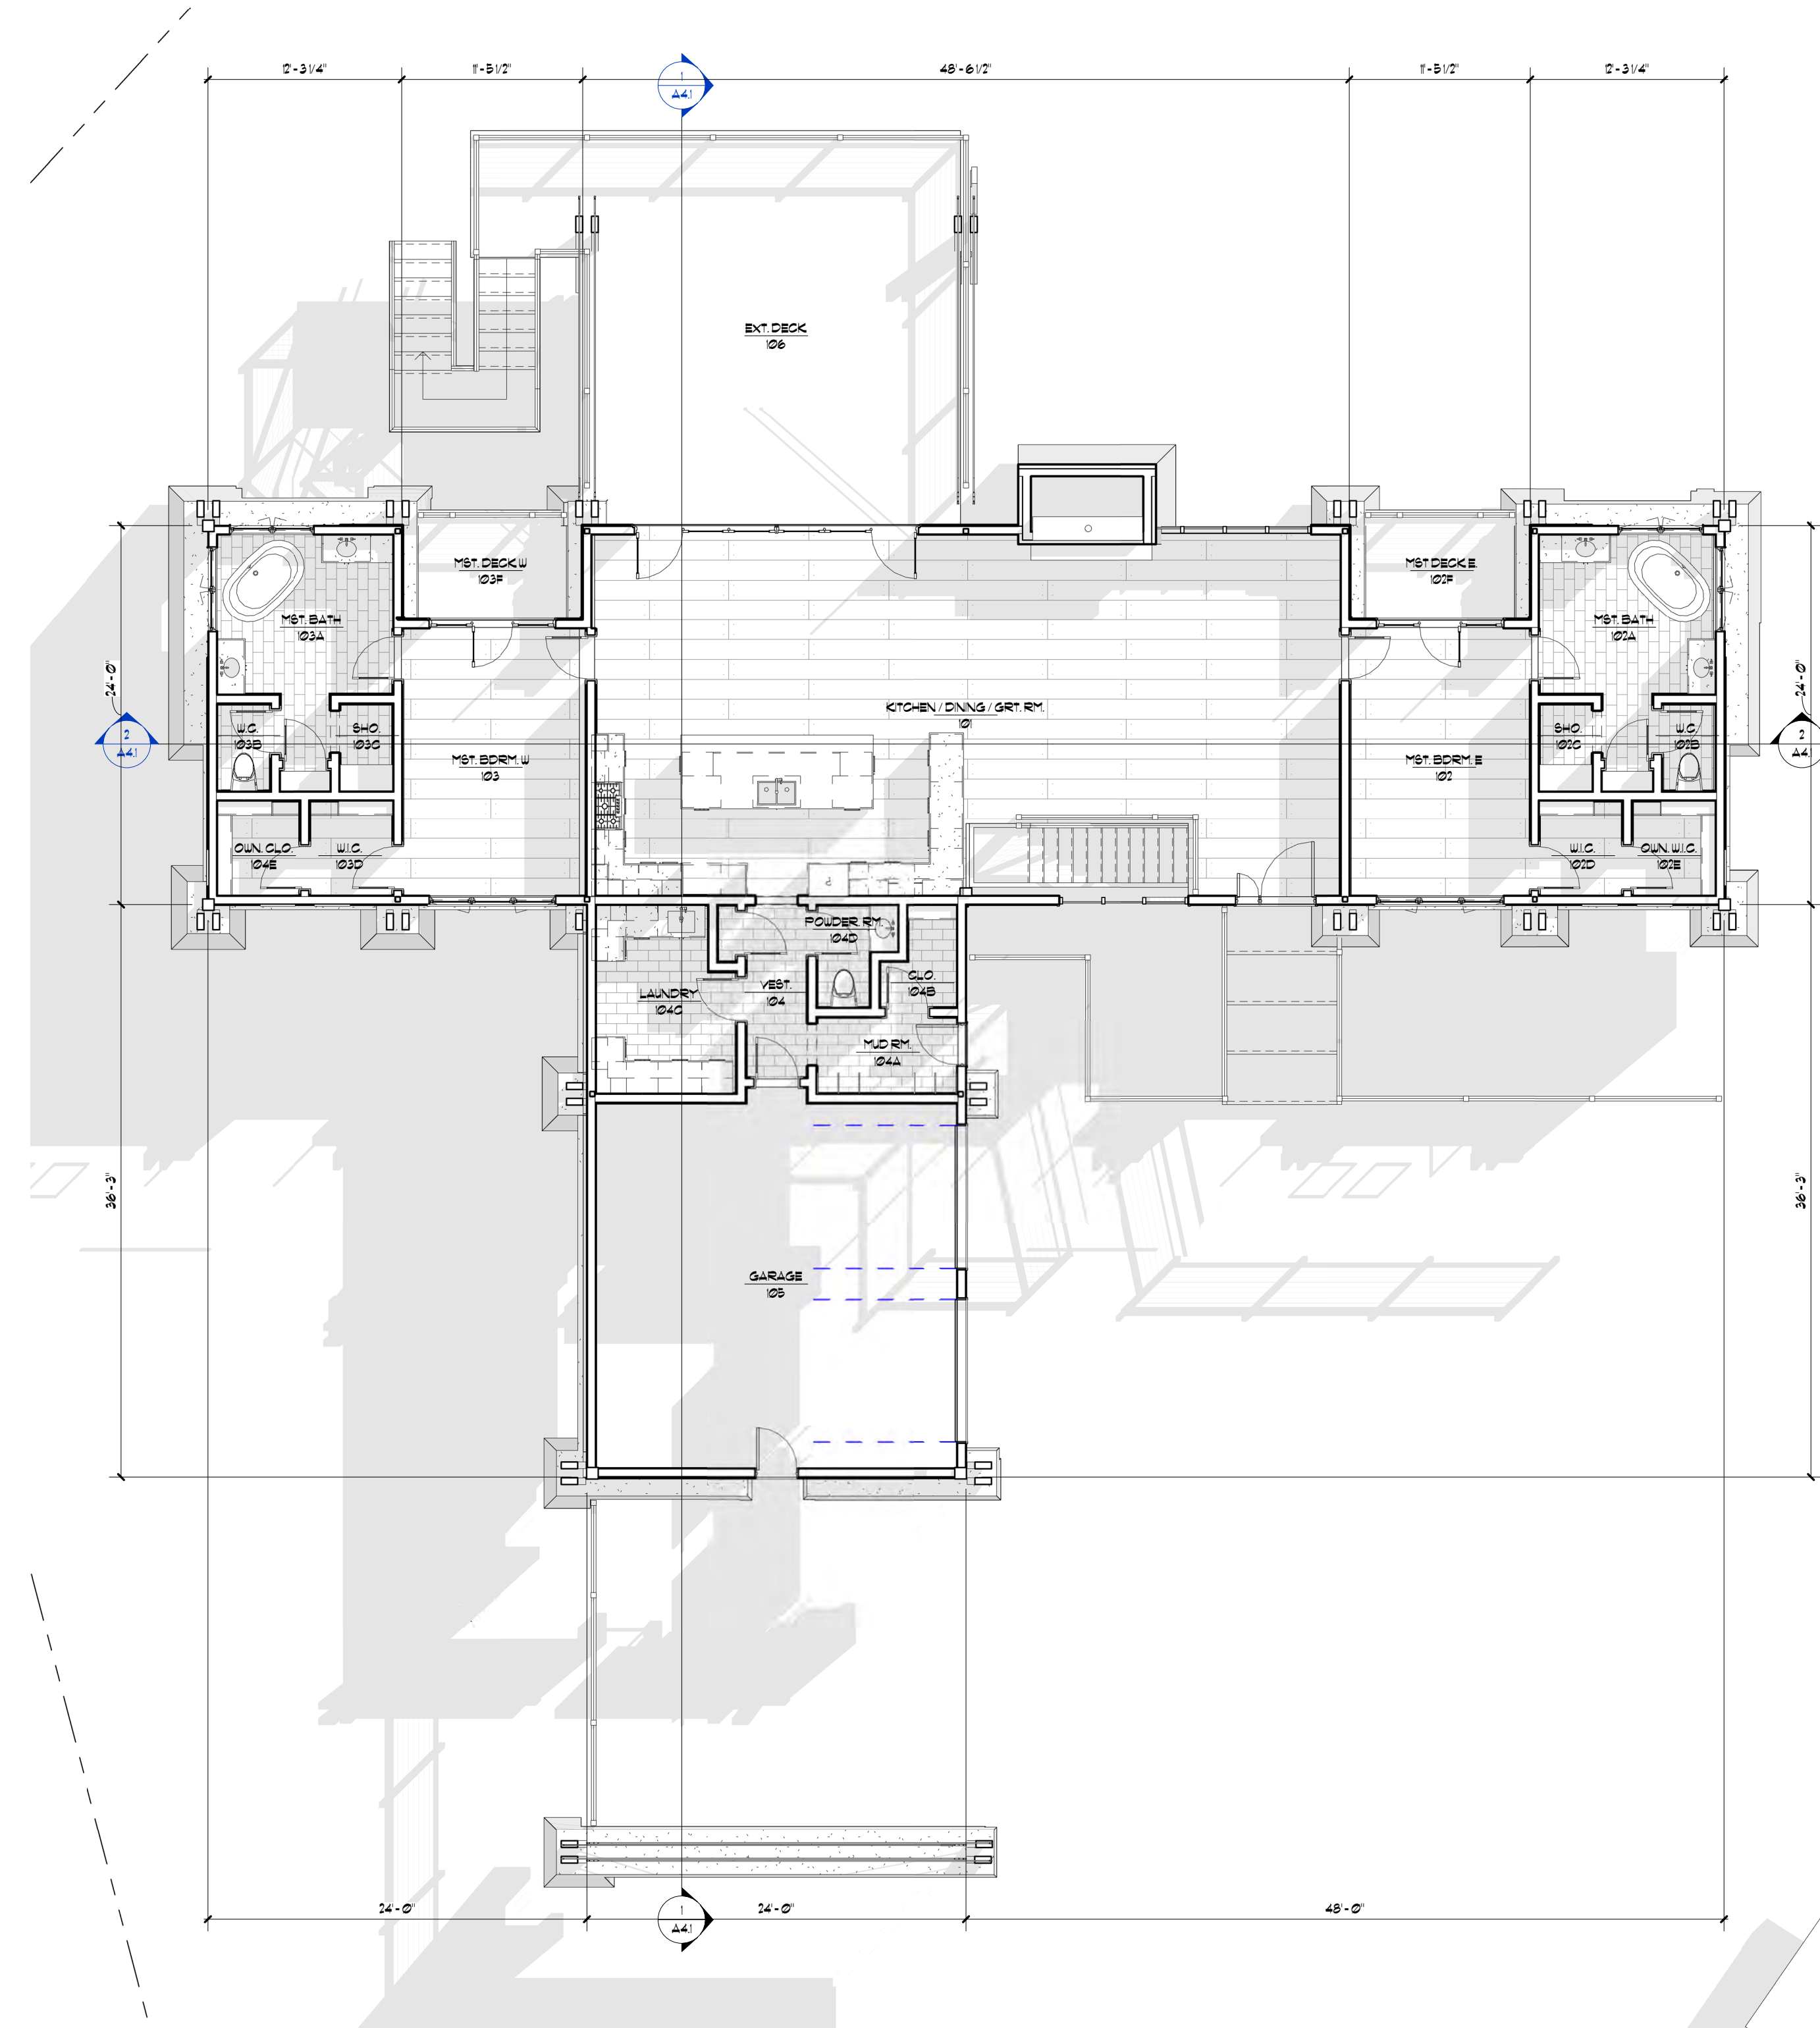 12'-3 1/4"
11'-5 1/2"
48'-6 1/2"
11'-5 1/2"
12'-3 1/4"
1
A4.1
EXT. DECK
106
MST. DECK W
103F
MST DECK E.
102F
MST. BATH
103A
MST. BATH
102A
24'-0"
24'-0"
KITCHEN / DINING / GRT. RM.
101
2
A4.1
W.C.
103B
SHO.
103C
SHO.
102C
W.C.
102B
2
A4.1
MST. BDRM. W
103
MST. BDRM. E
102
OWN. CLO.
104E
W.I.C.
103D
W.I.C.
102D
OWN. W.I.C.
102E
POWDER. RM.
104D
CLO.
104B
VEST.
104
LAUNDRY
104C
MUD RM.
104A
36'-3"
36'-3"
GARAGE
105
24'-0"
1
A4.1
24'-0"
48'-0"